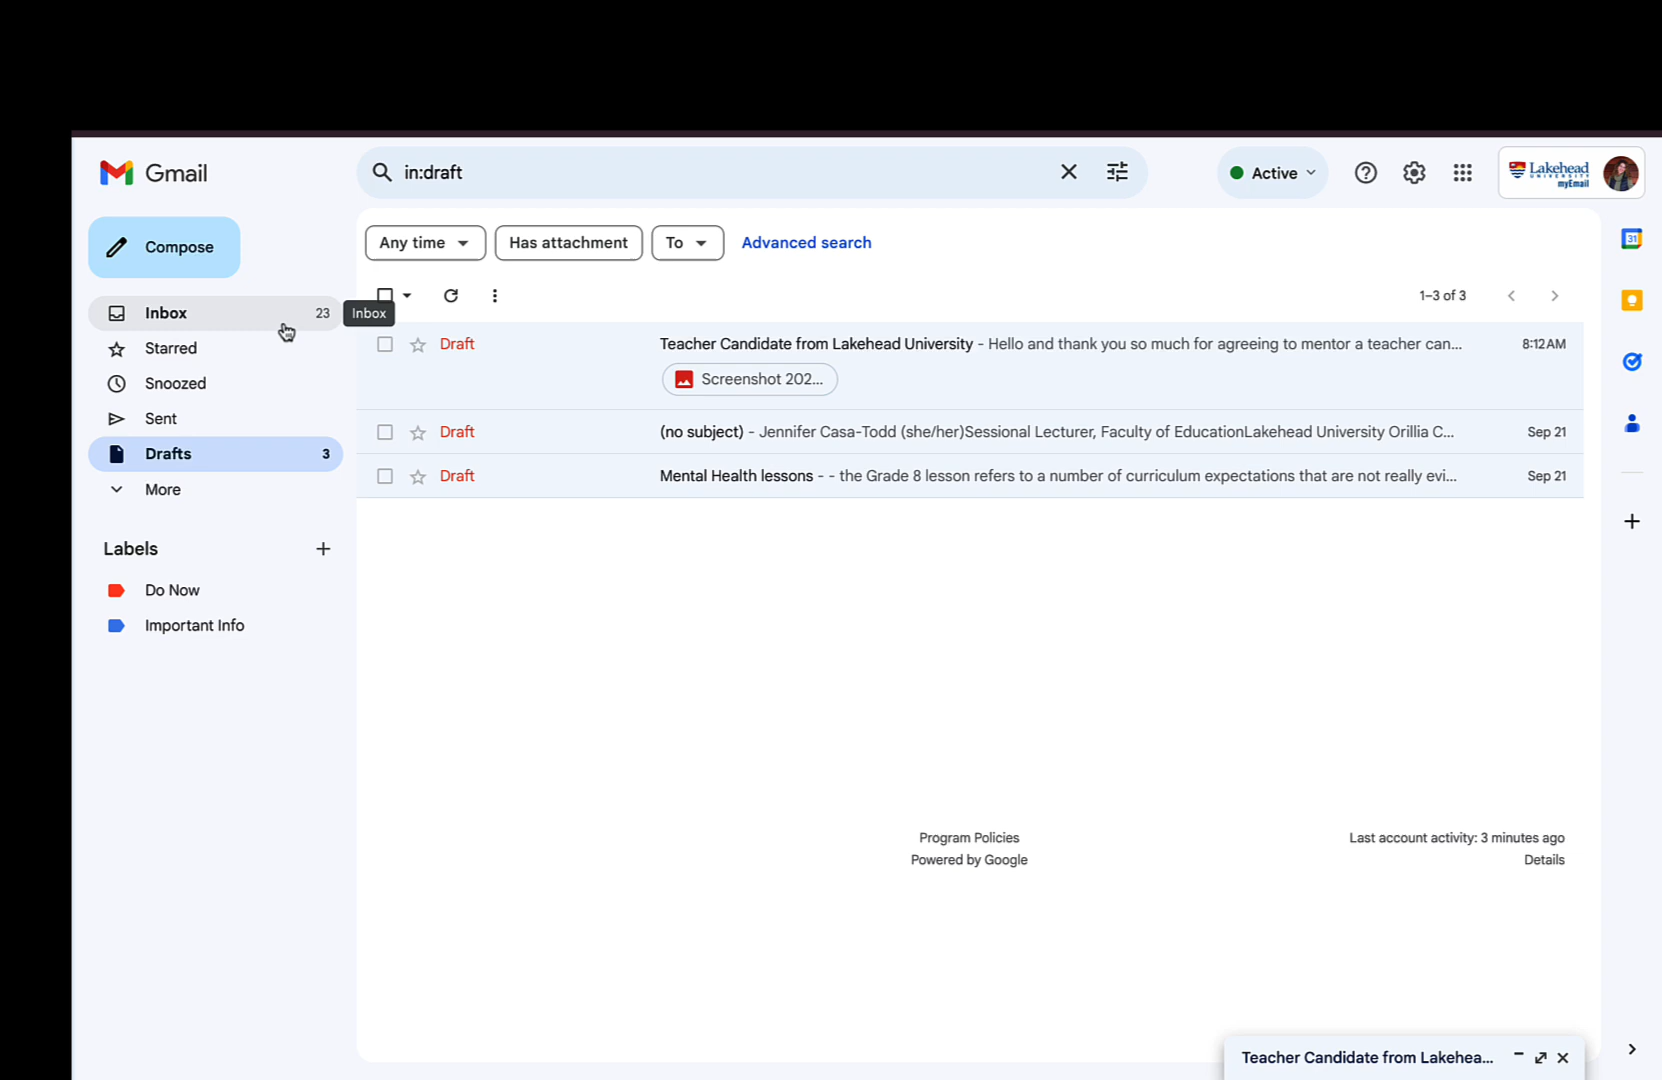 Gmail
in:draft
Active
Lakehead
UNIVERSITY
myEmail
Compose
Any time
Has attachment
To
Advanced search
31
Inbox 23
Inbox
1–3 of 3
Starred
Draft Teacher Candidate from Lakehead University - Hello and thank you so much for agreeing to mentor a teacher can... 8:12 AM
Screenshot 202...
Snoozed
Sent
Draft (no subject) - Jennifer Casa-Todd (she/her)Sessional Lecturer, Faculty of EducationLakehead University Orillia C... Sep 21
Drafts 3
Draft Mental Health lessons - - the Grade 8 lesson refers to a number of curriculum expectations that are not really evi... Sep 21
More
Labels
Do Now
Important Info
Program Policies
Powered by Google
Last account activity: 3 minutes ago
Details
Teacher Candidate from Lakehea...